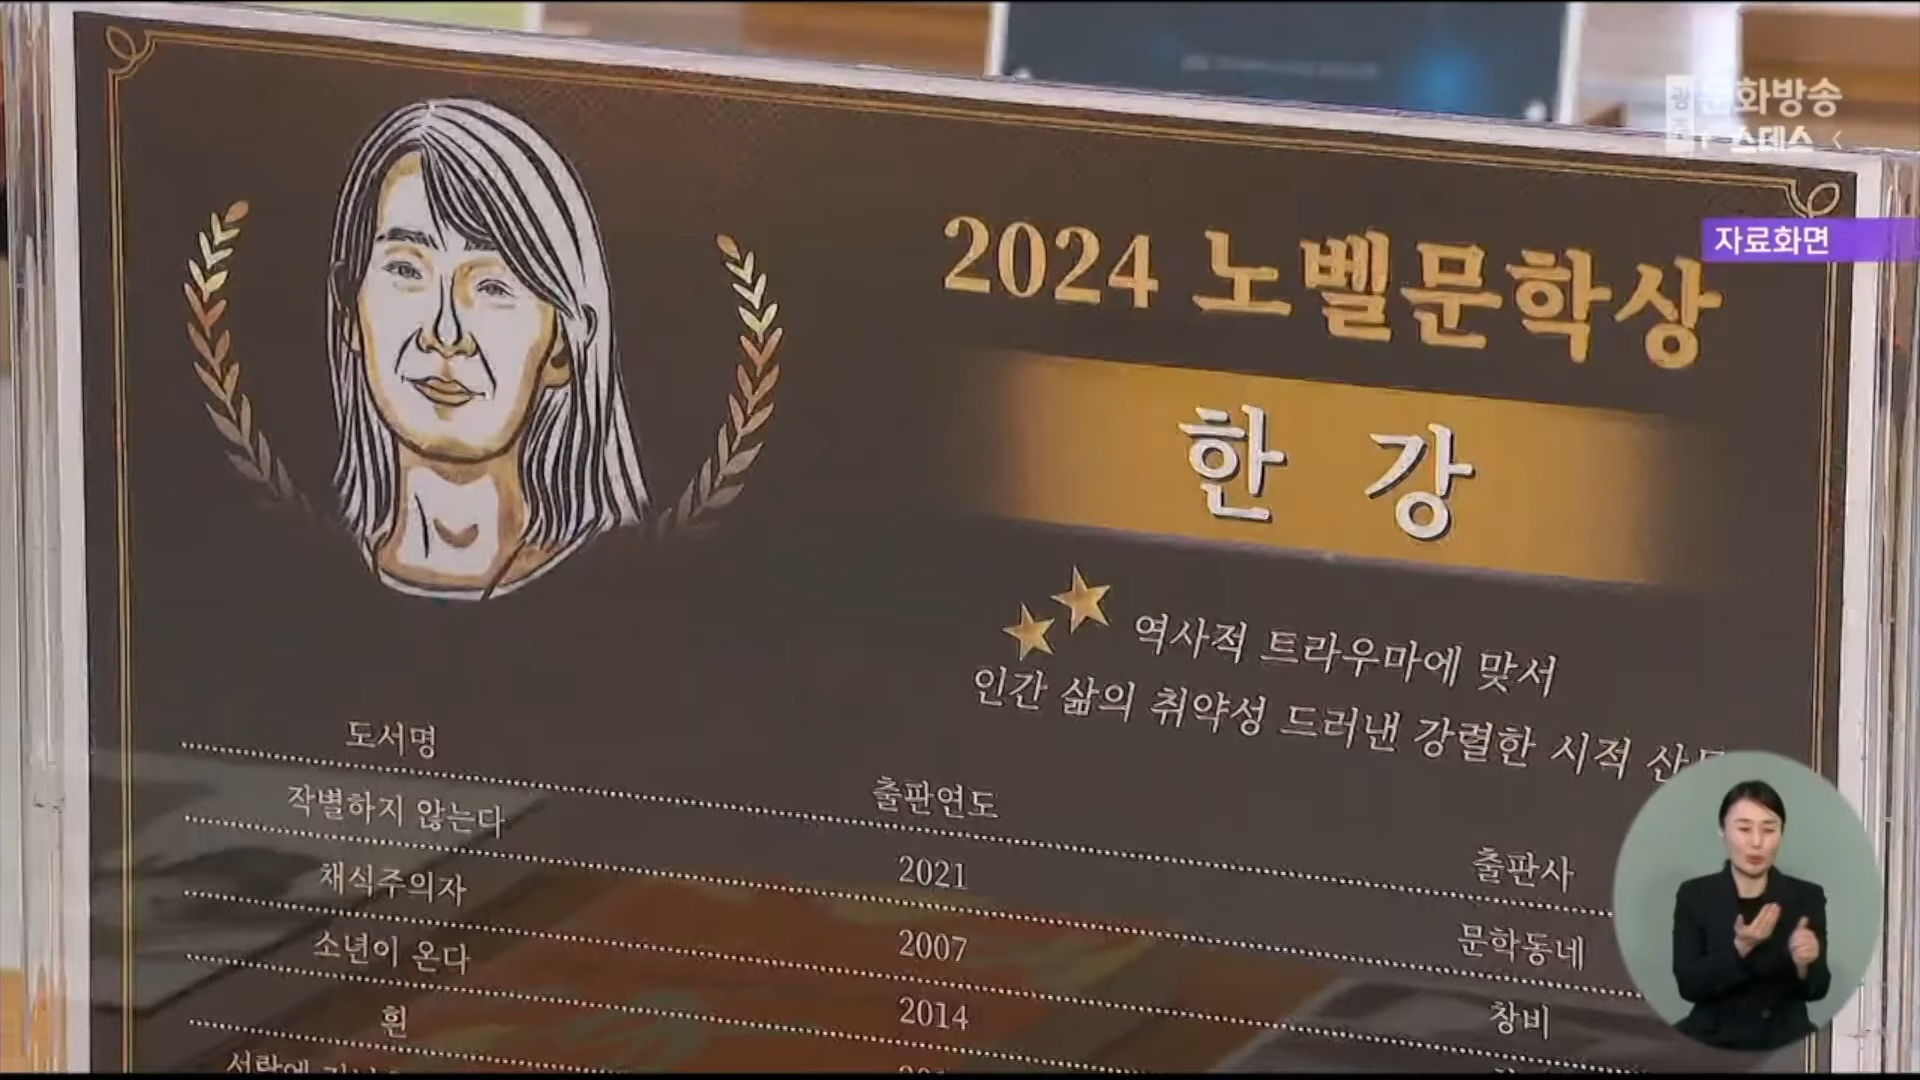 문화방송
스데스
자료화면
2024 노벨문학상
한 강
역사적 트라우마에 맞서
인간 삶의 취약성 드러낸 강렬한 시적
도서명 출판연도 출판사
작별하지 않는다 2021 문학동네
채식주의자 2007 창비
소년이 온다 2014
흰